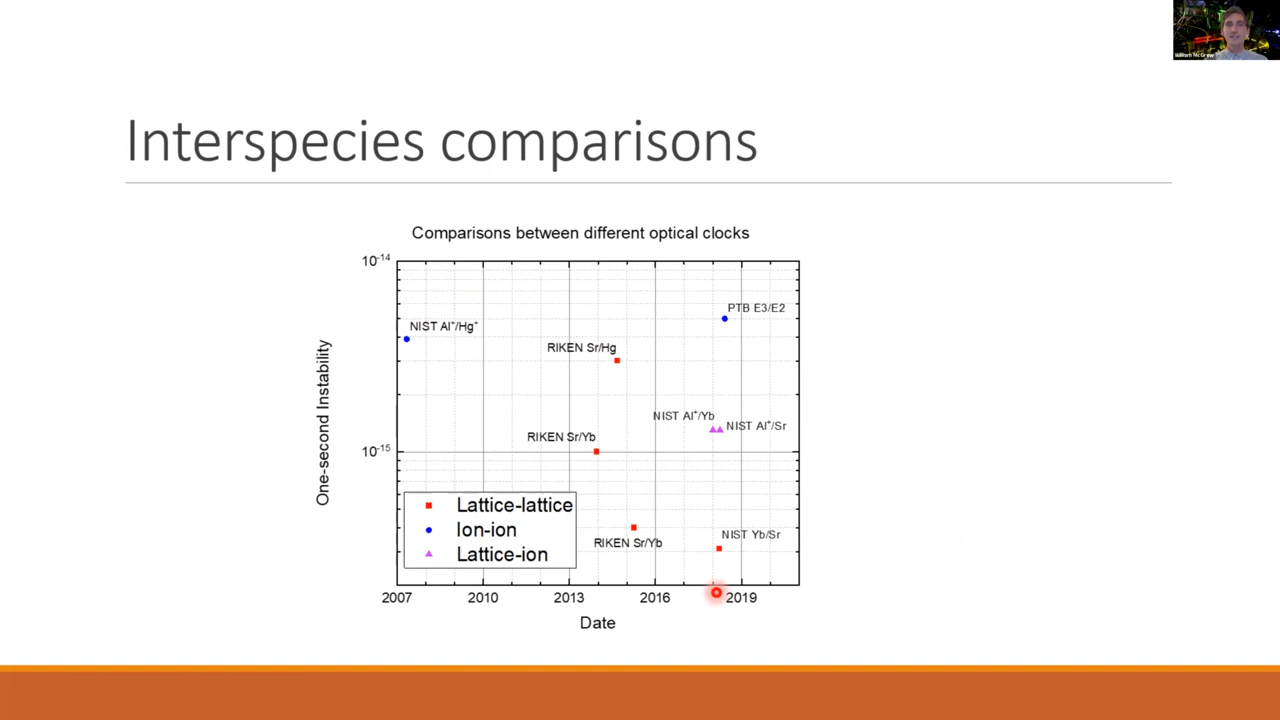 William McGrew
Interspecies comparisons
Comparisons between different optical clocks
10⁻¹⁴
PTB E3/E2
NIST Al⁺/Hg⁺
RIKEN Sr/Hg
NIST Al⁺/Yb
NIST Al⁺/Sr
RIKEN Sr/Yb
10⁻¹⁵
One-second Instability
Lattice-lattice
Ion-ion
Lattice-ion
NIST Yb/Sr
RIKEN Sr/Yb
2007 2010 2013 2016 2019
Date